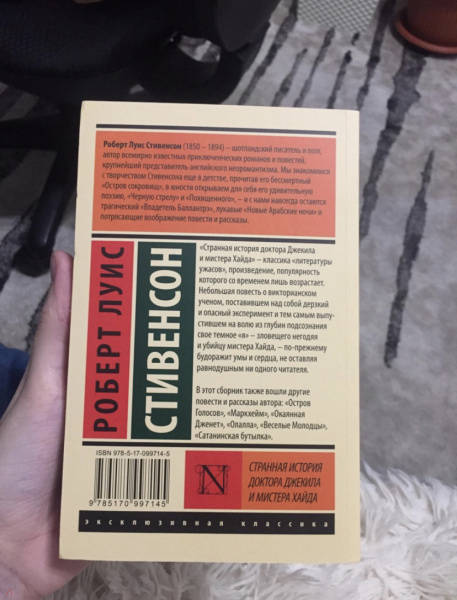 Роберт Луис Стивенсон (1850 – 1894) – шотландский писатель и поэт,
автор всемирно известных приключенческих романов и повестей,
крупнейший представитель английского неоромантизма. Мы знакомимся
с творчеством Стивенсона еще в детстве, прочитав его бессмертный
«Остров сокровищ», в юности открываем для себя его удивительную
поэзию, «Черную стрелу» и «Похищенного», – и с нами навсегда остаются
трагический «Владетель Баллантрэ», лукавые «Новые Арабские ночи» и
потрясающие воображение повести и рассказы.
РОБЕРТ ЛУИС
СТИВЕНСОН
«Странная история доктора Джекила
и мистера Хайда» – классика «литературы
ужасов», произведение, популярность
которого со временем лишь возрастает.
Небольшая повесть о викторианском
ученом, поставившем над собой дерзкий
и опасный эксперимент и тем самым выпу-
стившем на волю из глубин подсознания
свое темное «я» – зловещего негодяя
и убийцу мистера Хайда, – по-прежнему
будоражит умы и сердца, не оставляя
равнодушным ни одного читателя.
В этот сборник также вошли другие
повести и рассказы автора: «Остров
Голосов», «Маркхейм», «Окаянная
Дженет», «Олалла», «Веселые Молодцы»,
«Сатанинская бутылка».
ISBN 978-5-17-099714-5
9 785170 997145
N
СТРАННАЯ ИСТОРИЯ
ДОКТОРА ДЖЕКИЛА
И МИСТЕРА ХАЙДА
эксклюзивная классика